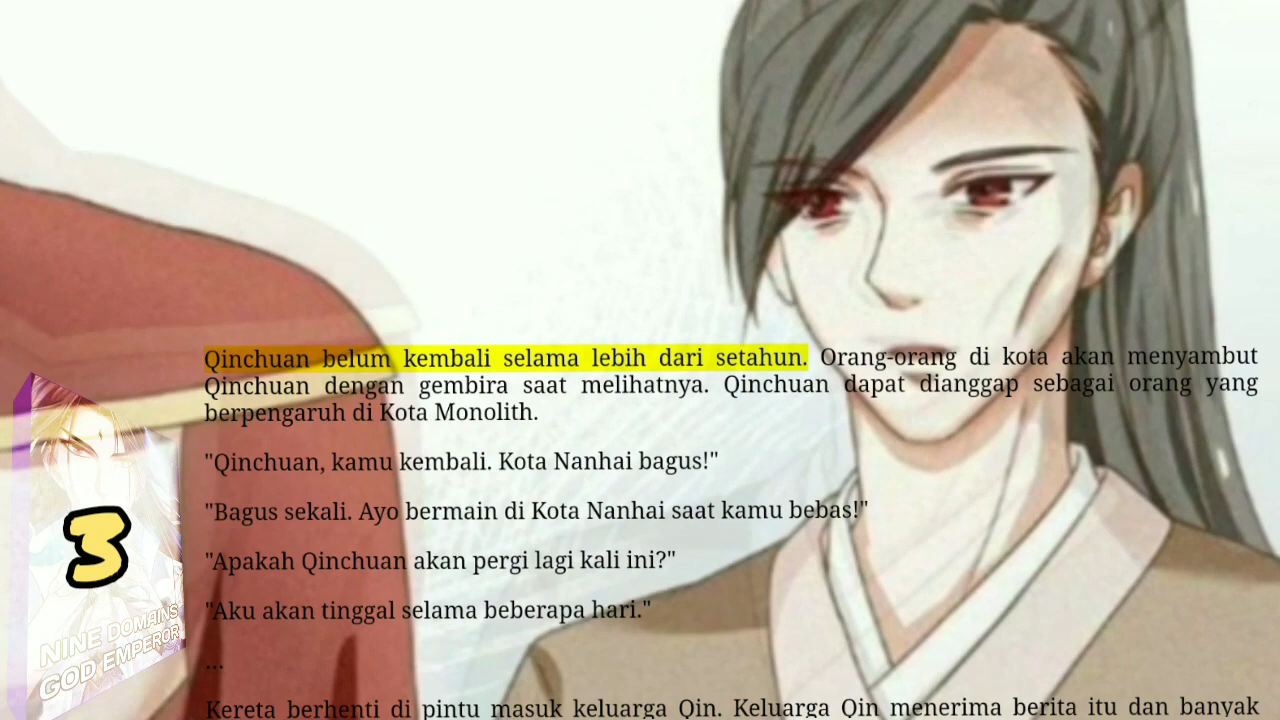 Qinchuan belum kembali selama lebih dari setahun. Orang-orang di kota akan menyambut
Qinchuan dengan gembira saat melihatnya. Qinchuan dapat dianggap sebagai orang yang
berpengaruh di Kota Monolith.
"Qinchuan, kamu kembali. Kota Nanhai bagus!"
"Bagus sekali. Ayo bermain di Kota Nanhai saat kamu bebas!"
"Apakah Qinchuan akan pergi lagi kali ini?"
"Aku akan tinggal selama beberapa hari."
...
Kereta berhenti di pintu masuk keluarga Qin. Keluarga Qin menerima berita itu dan banyak
3
NINE DOMAINS
GOD EMPEROR